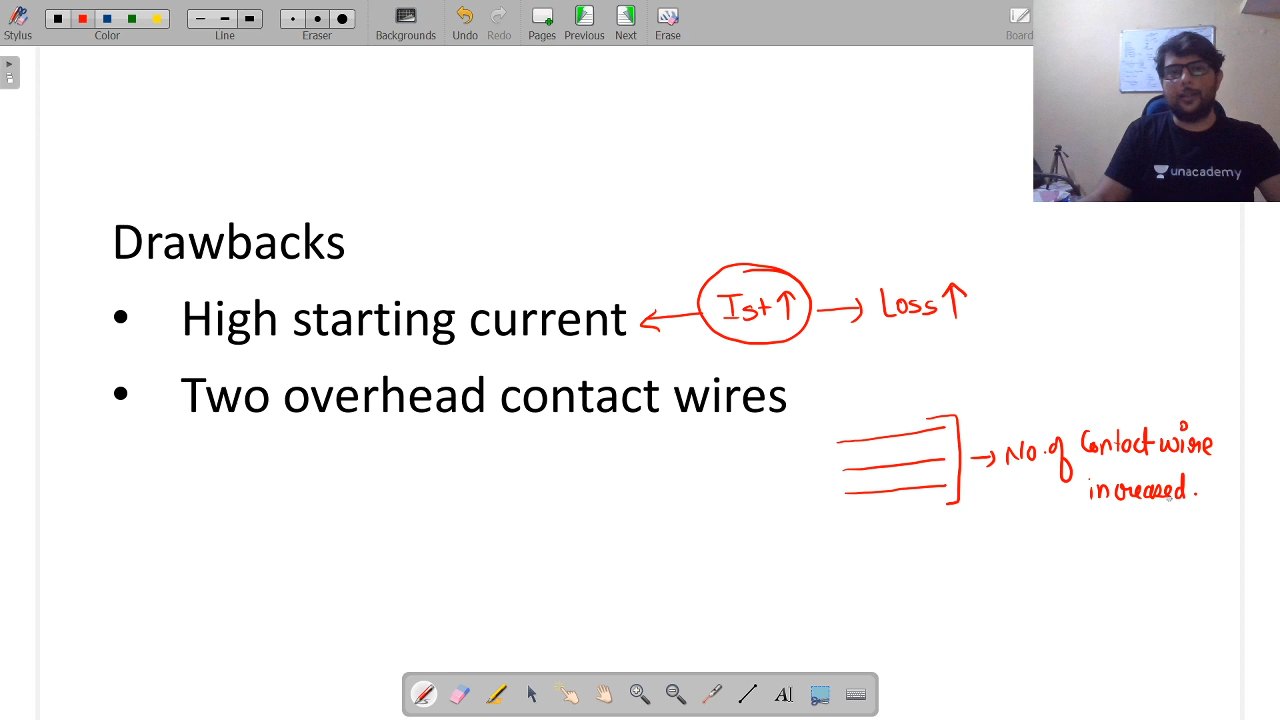 Stylus
Color
Line
Eraser
Backgrounds
Undo
Redo
Pages
Previous
Next
Erase
Board
unacademy
Drawbacks
• High starting current
Ist↑ → Loss↑
• Two overhead contact wires
→ No. of Contact wire
increased.
AI